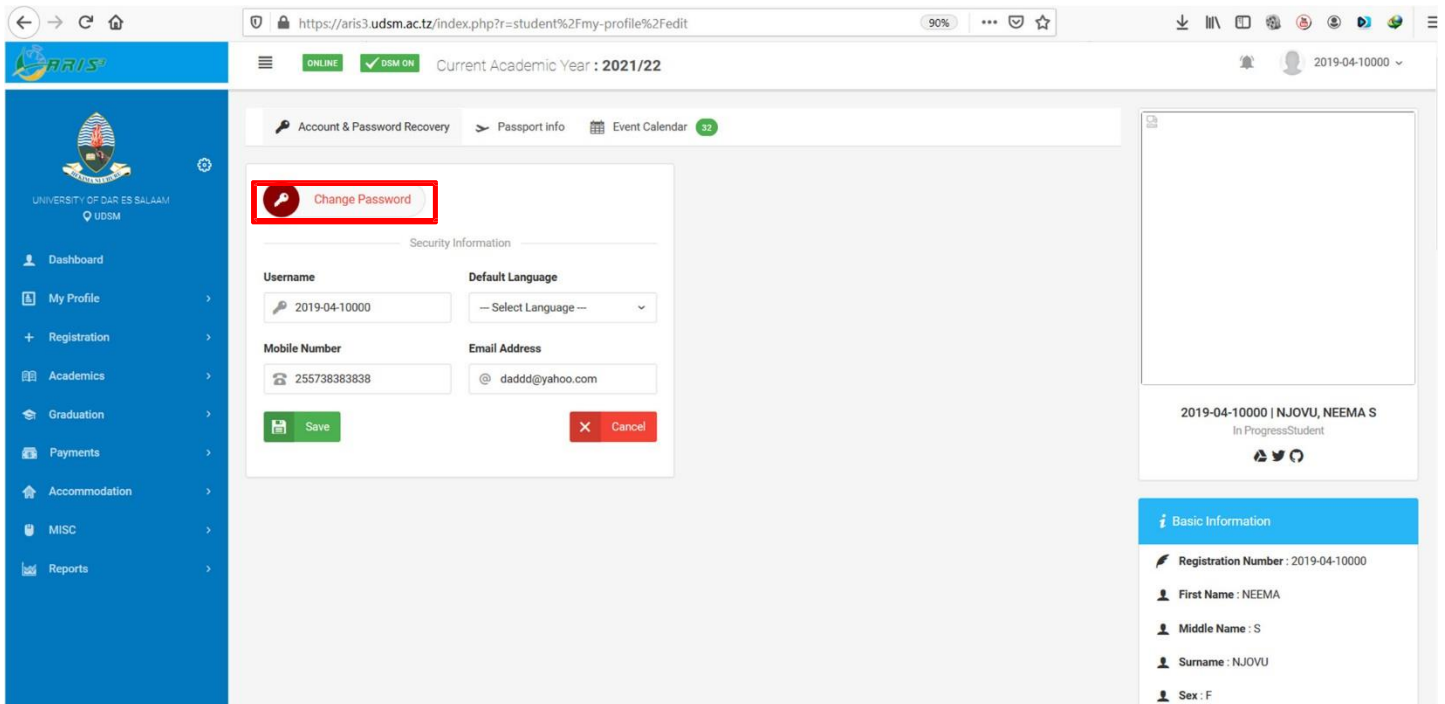 https://aris3.udsm.ac.tz/index.php?r=student%2Fmy-profile%2Fedit
90%
ARIS3
ONLINE
DSM ON
Current Academic Year : 2021/22
2019-04-10000
UNIVERSITY OF DAR ES SALAAM
UDSM
Dashboard
My Profile
Registration
Academics
Graduation
Payments
Accommodation
MISC
Reports
Account & Password Recovery
Passport info
Event Calendar 32
Change Password
Security Information
Username
Default Language
2019-04-10000
--- Select Language ---
Mobile Number
Email Address
255738383838
@ daddd@yahoo.com
Save
Cancel
2019-04-10000 | NJOVU, NEEMA S
In ProgressStudent
Basic Information
Registration Number : 2019-04-10000
First Name : NEEMA
Middle Name : S
Surname : NJOVU
Sex : F